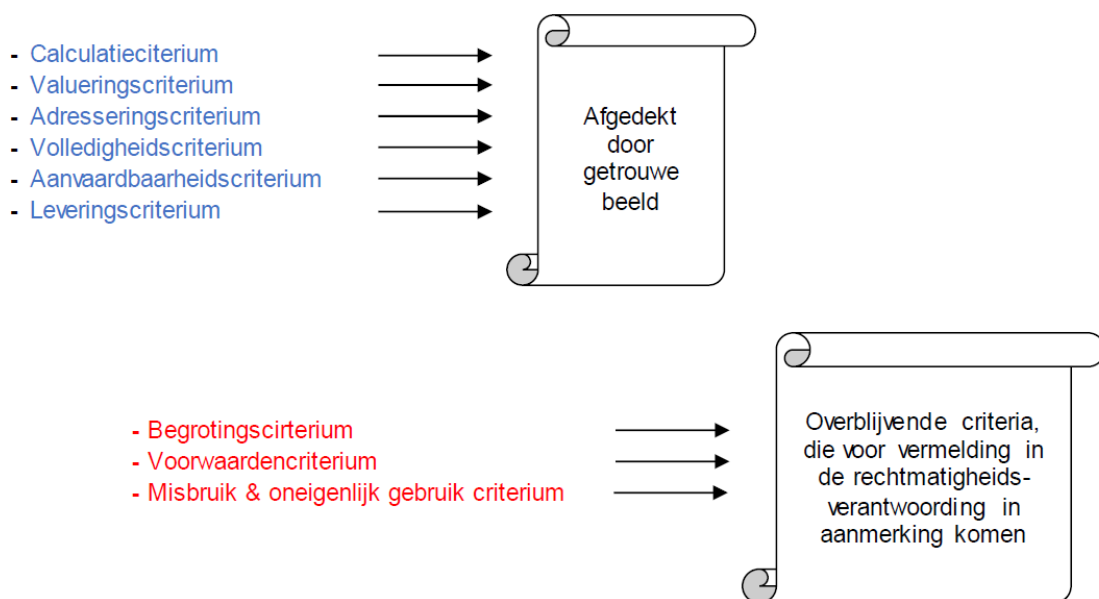 - Calculatieciterium
- Valueringscriterium
- Adresseringscriterium
- Volledigheidscriterium
- Aanvaardbaarheidscriterium
- Leveringscriterium
Afgedekt
door
getrouwe
beeld
- Begrotingscirterium
- Voorwaardencriterium
- Misbruik & oneigenlijk gebruik criterium
Overblijvende criteria,
die voor vermelding in
de rechtmatigheids-
verantwoording in
aanmerking komen